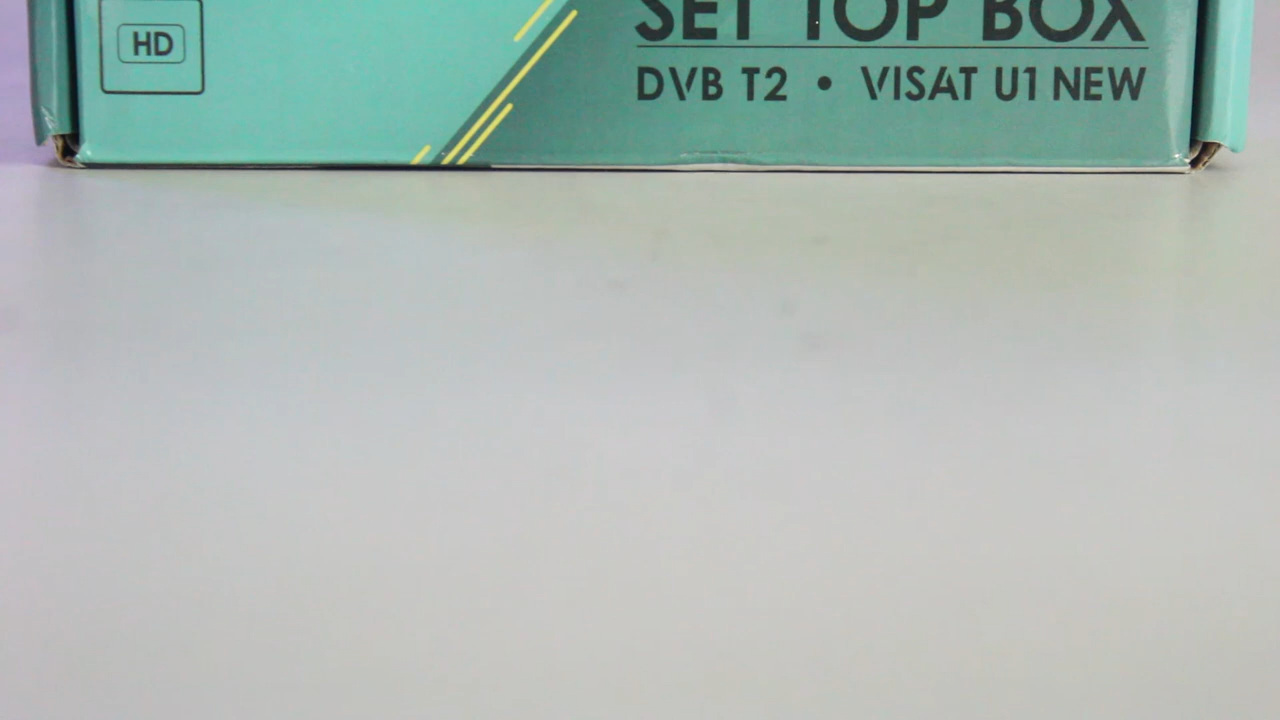 HD
SET TOP BOX
DVB T2 • VISAT U1 NEW